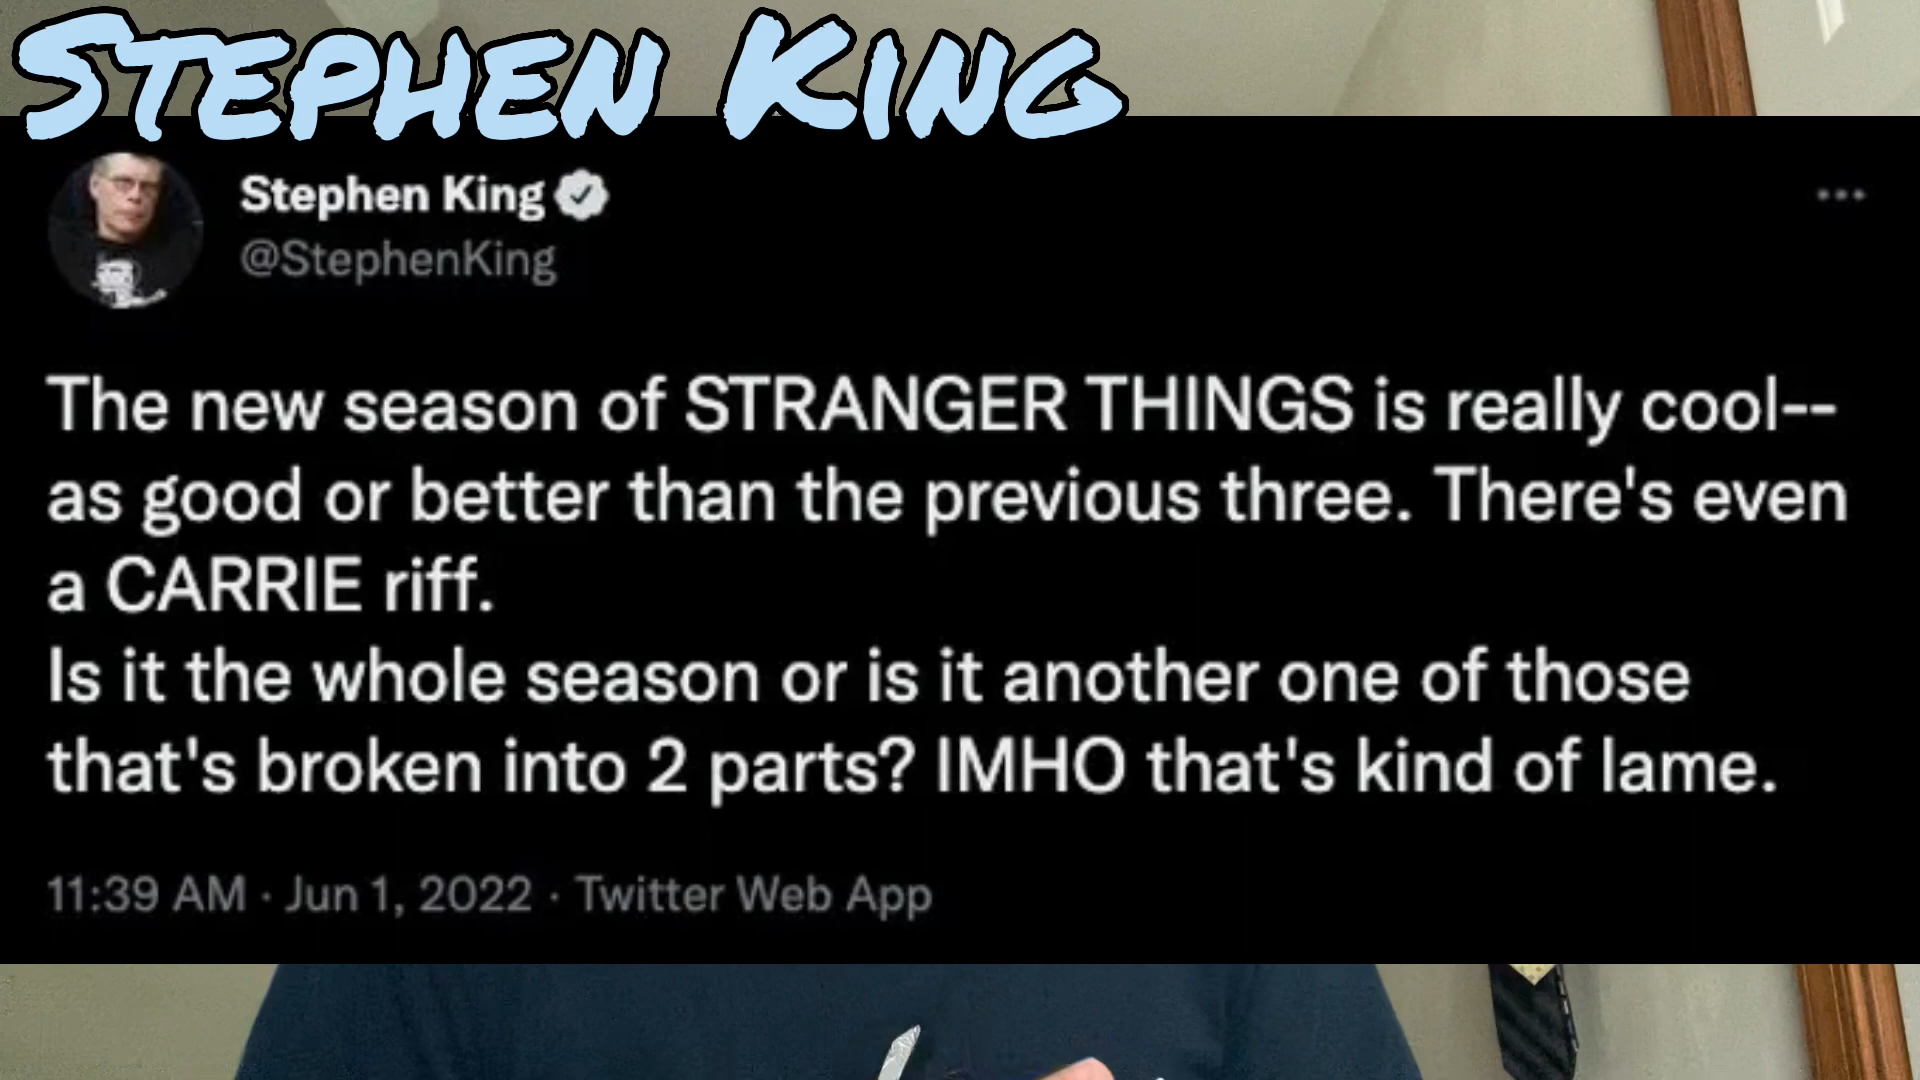 STEPHEN KING
Stephen King
@StephenKing
The new season of STRANGER THINGS is really cool--
as good or better than the previous three. There's even
a CARRIE riff.
Is it the whole season or is it another one of those
that's broken into 2 parts? IMHO that's kind of lame.
11:39 AM · Jun 1, 2022 · Twitter Web App